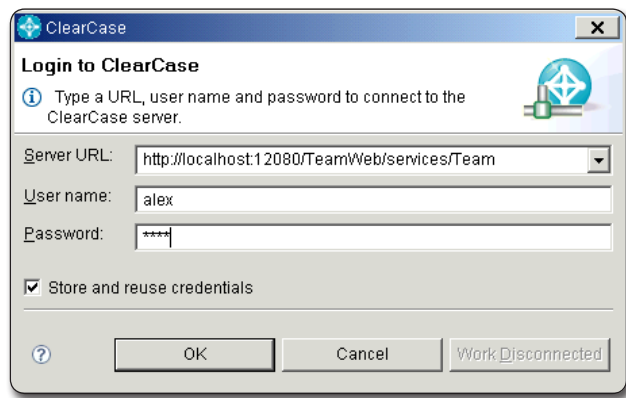 ClearCase
Login to ClearCase
Type a URL, user name and password to connect to the
ClearCase server.
Server URL:
http://localhost:12080/TeamWeb/services/Team
User name:
alex
Password:
****
Store and reuse credentials
OK
Cancel
Work Disconnected